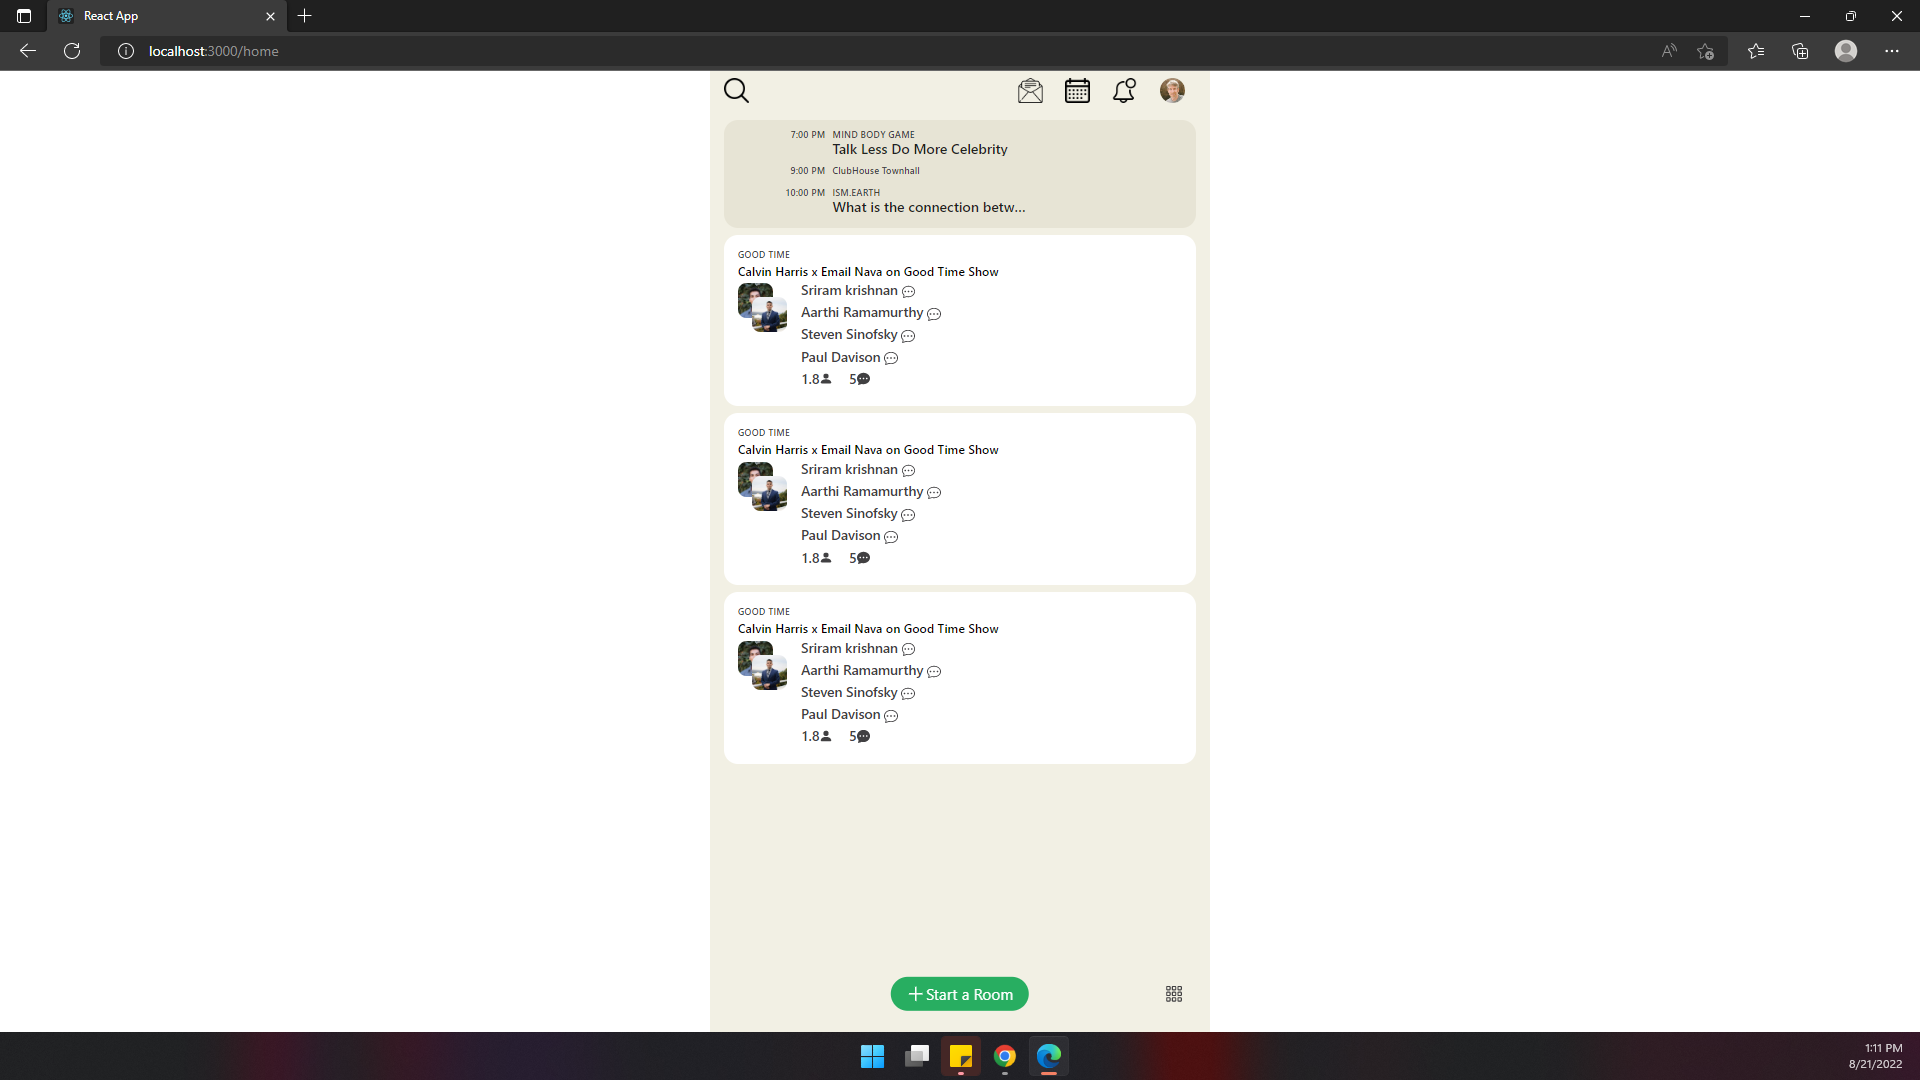 React App
localhost:3000/home
7:00 PM MIND BODY GAME
Talk Less Do More Celebrity
9:00 PM ClubHouse Townhall
10:00 PM ISM.EARTH
What is the connection betw...
GOOD TIME
Calvin Harris x Email Nava on Good Time Show
Sriram krishnan
Aarthi Ramamurthy
Steven Sinofsky
Paul Davison
1.8 5
GOOD TIME
Calvin Harris x Email Nava on Good Time Show
Sriram krishnan
Aarthi Ramamurthy
Steven Sinofsky
Paul Davison
1.8 5
GOOD TIME
Calvin Harris x Email Nava on Good Time Show
Sriram krishnan
Aarthi Ramamurthy
Steven Sinofsky
Paul Davison
1.8 5
Start a Room
1:11 PM
8/21/2022